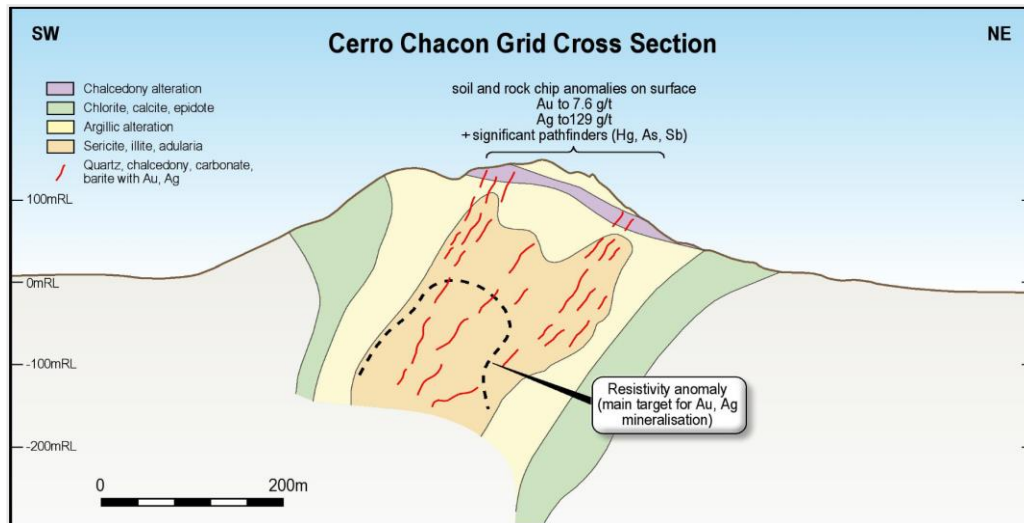 SW
NE
Cerro Chacon Grid Cross Section
Chalcedony alteration
Chlorite, calcite, epidote
Argillic alteration
Sericite, illite, adularia
Quartz, chalcedony, carbonate,
barite with Au, Ag
soil and rock chip anomalies on surface
Au to 7.6 g/t
Ag to129 g/t
+ significant pathfinders (Hg, As, Sb)
100mRL
0mRL
-100mRL
-200mRL
Resistivity anomaly
(main target for Au, Ag
mineralisation)
0
200m